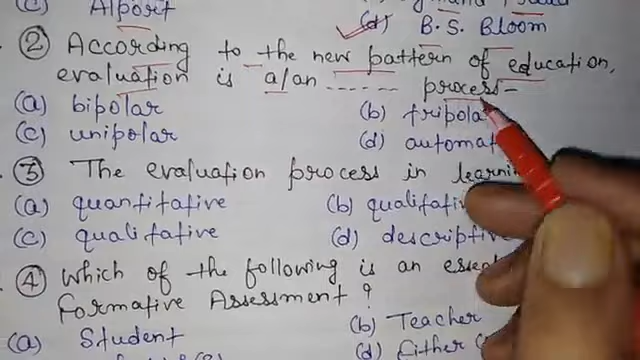 (c) Alport
(d) B.S. Bloom
② According to the new pattern of education,
evaluation is a/an ...... process-
(a) bipolar
(b) tripola
(c) unipolar
(d) automat
③ The evaluation process in learni
(a) quantitative
(b) qualitati
(c) qualitative
(d) descriptive
④ Which of the following is an essen
Formative Assessment?
(a) Student
(b) Teacher
(d) Either